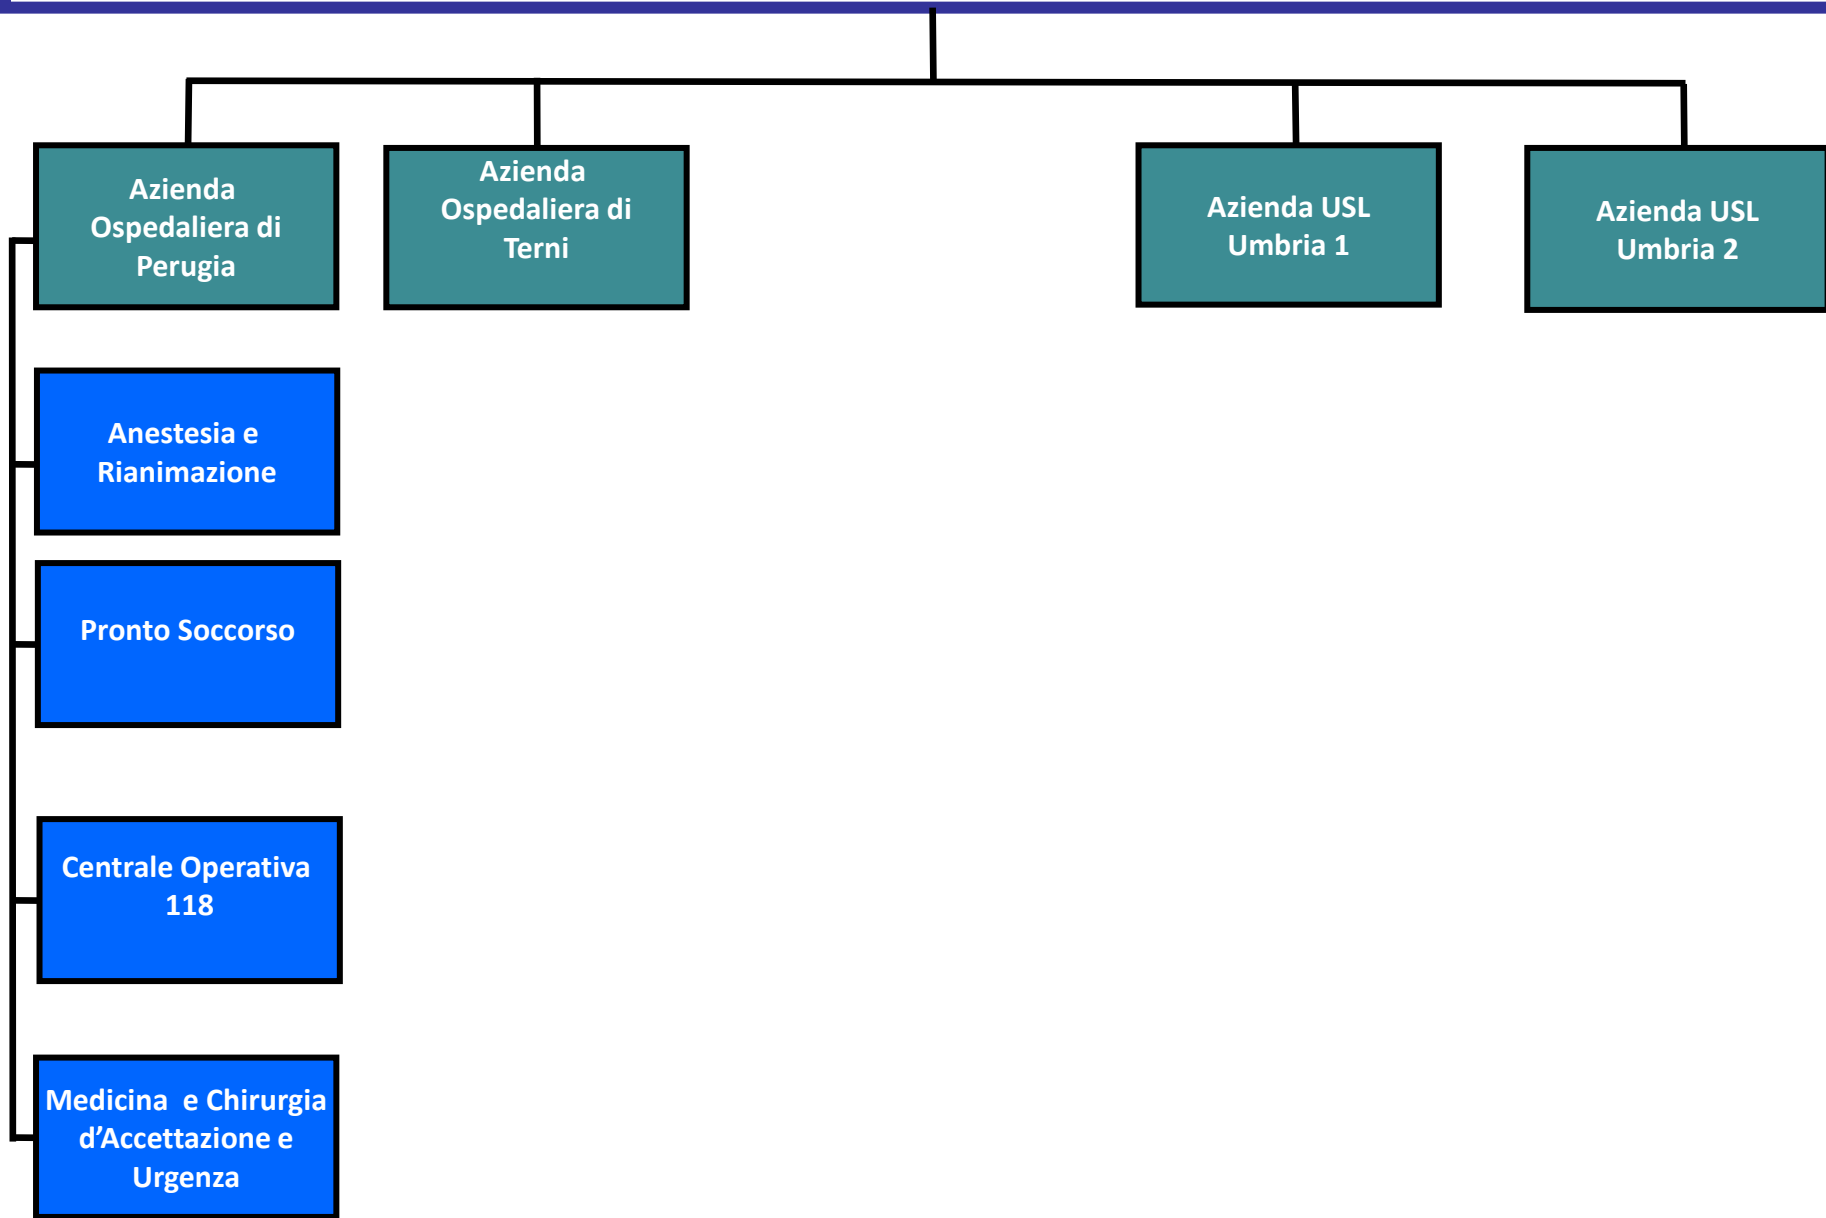 Azienda
Ospedaliera di
Perugia
Azienda
Ospedaliera di
Terni
Azienda USL
Umbria 1
Azienda USL
Umbria 2
Anestesia e
Rianimazione
Pronto Soccorso
Centrale Operativa
118
Medicina  e Chirurgia
d’Accettazione e
Urgenza